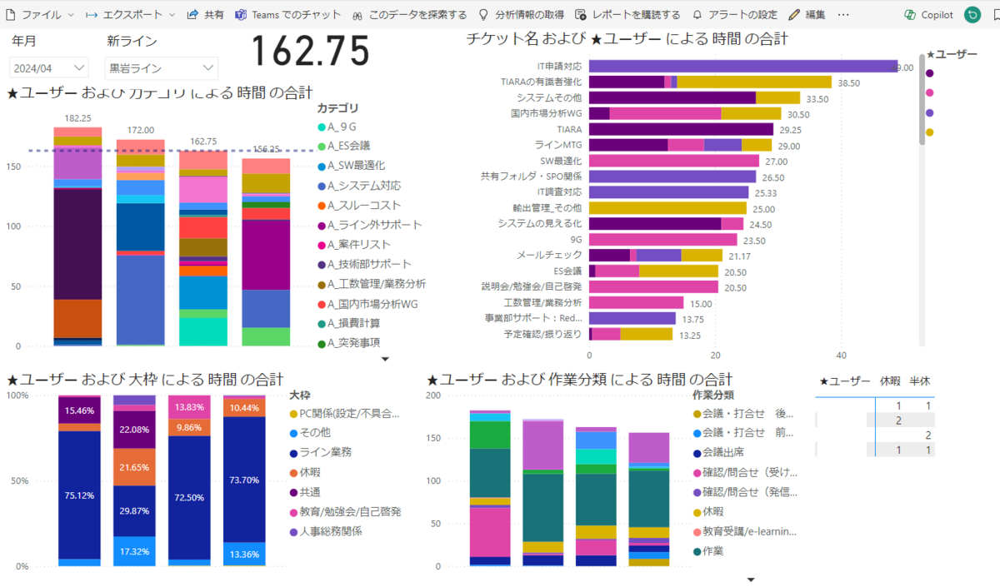 ファイル
エクスポート
共有
Teams でのチャット
このデータを探索する
分析情報の取得
レポートを購読する
アラートの設定
編集
Copilot
年月
2024/04
新ライン
黒岩ライン
162.75
★ユーザー および カテゴリ による 時間 の合計
182.25
172.00
162.75
156.25
150
100
50
0
カテゴリ
A_９G
A_ES会議
A_SW最適化
A_システム対応
A_スルーコスト
A_ライン外サポート
A_案件リスト
A_技術部サポート
A_工数管理/業務分析
A_国内市場分析WG
A_損費計算
A_突発事項
チケット名 および ★ユーザー による 時間 の合計
★ユーザー
IT申請対応 49.00
TIARAの有識者強化 38.50
システムその他 33.50
国内市場分析WG 30.50
TIARA 29.25
ラインMTG 29.00
SW最適化 27.00
共有フォルダ・SPO関係 26.50
IT調査対応 25.33
輸出管理_その他 25.00
システムの見える化 24.50
9G 23.50
メールチェック 21.17
ES会議 20.50
説明会/勉強会/自己啓発 20.50
工数管理/業務分析 15.00
事業部サポート：Red... 13.75
予定確認/振り返り 13.25
0 20 40
★ユーザー および 大枠 による 時間 の合計
100%
50%
0%
15.46%
75.12%
22.08%
21.65%
29.87%
17.32%
13.83%
9.86%
72.50%
10.44%
73.70%
13.36%
大枠
PC関係(設定/不具合...
その他
ライン業務
休暇
共通
教育/勉強会/自己啓発
人事総務関係
★ユーザー および 作業分類 による 時間 の合計
200
150
100
50
0
作業分類
会議・打合せ　後...
会議・打合せ　前...
会議出席
確認/問合せ（受け...
確認/問合せ（発信...
休暇
教育受講/e-learnin...
作業
★ユーザー 休暇 半休
1 1
2
2
1 1